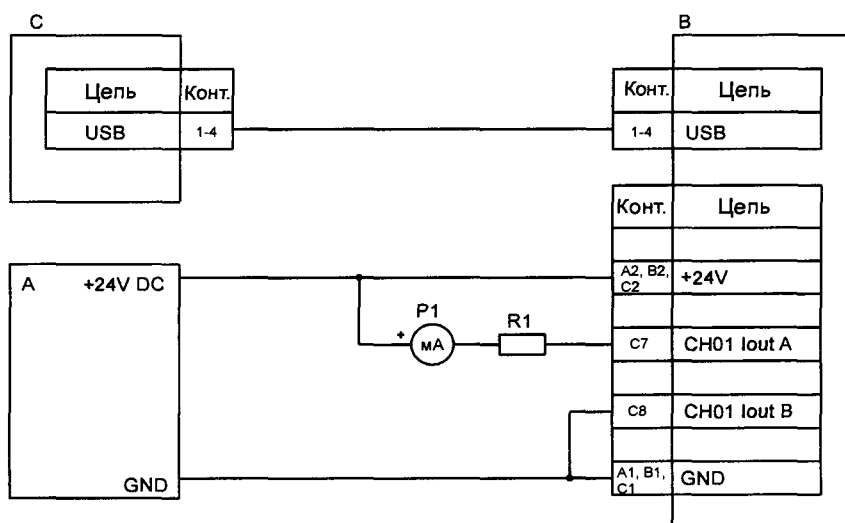 C
B
Цепь Конт.
USB 1-4
Конт. Цепь
1-4 USB
Конт. Цепь
A +24V DC
A2, B2,
C2 +24V
P1
R1
+ мА
C7 CH01 Iout A
C8 CH01 Iout B
GND
A1, B1,
C1 GND